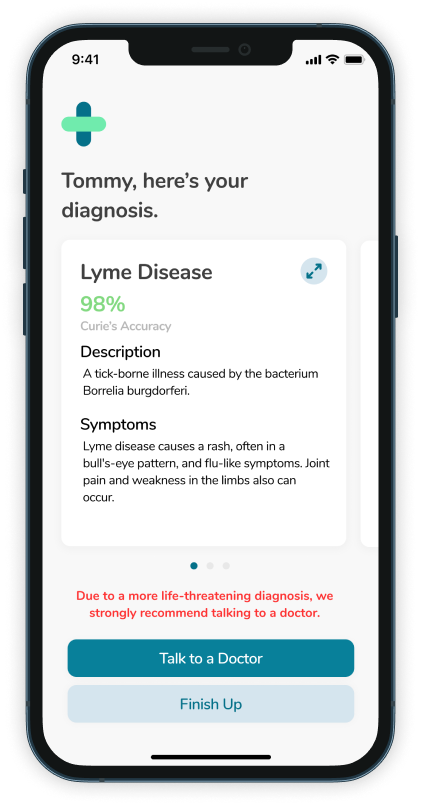 9:41
Tommy, here's your
diagnosis.
Lyme Disease
98%
Curie's Accuracy
Description
A tick-borne illness caused by the bacterium
Borrelia burgdorferi.
Symptoms
Lyme disease causes a rash, often in a
bull's-eye pattern, and flu-like symptoms. Joint
pain and weakness in the limbs also can
occur.
Due to a more life-threatening diagnosis, we
strongly recommend talking to a doctor.
Talk to a Doctor
Finish Up